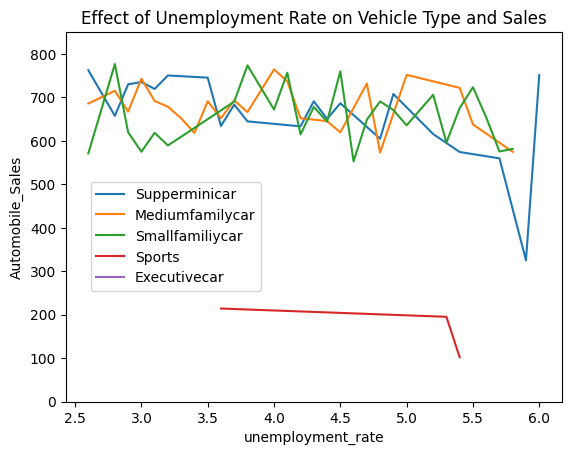 Effect of Unemployment Rate on Vehicle Type and Sales
800
700
600
500
400
300
200
100
0
Automobile_Sales
Supperminicar
Mediumfamilycar
Smallfamiliycar
Sports
Executivecar
2.5 3.0 3.5 4.0 4.5 5.0 5.5 6.0
unemployment_rate